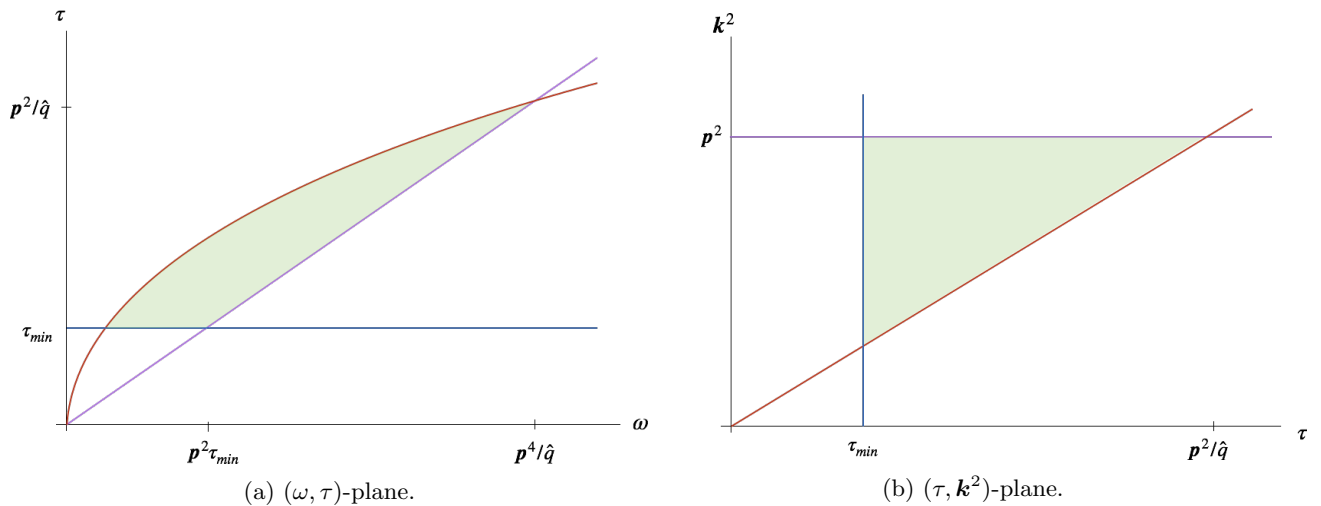 τ
p²/q̂
τ_min
ω
p²τ_min
p⁴/q̂
(a) (ω, τ)-plane.
k²
p²
τ
τ_min
p²/q̂
(b) (τ, k²)-plane.